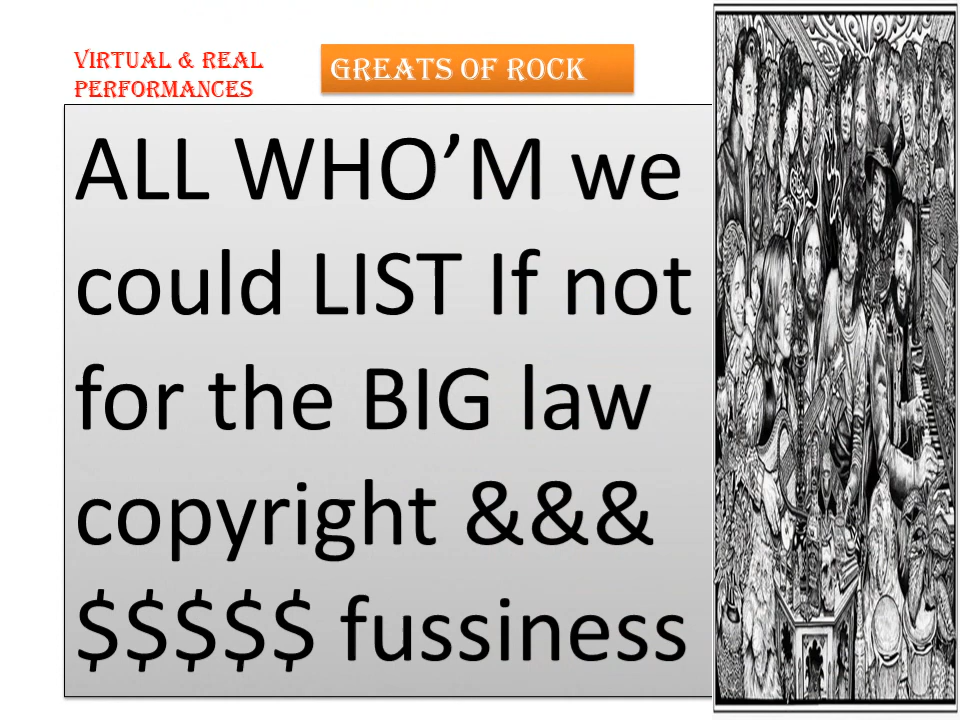 VIRTUAL & REAL
PERFORMANCES
GREATS OF ROCK
ALL WHO’M we
could LIST If not
for the BIG law
copyright &&&
$$$$$ fussiness